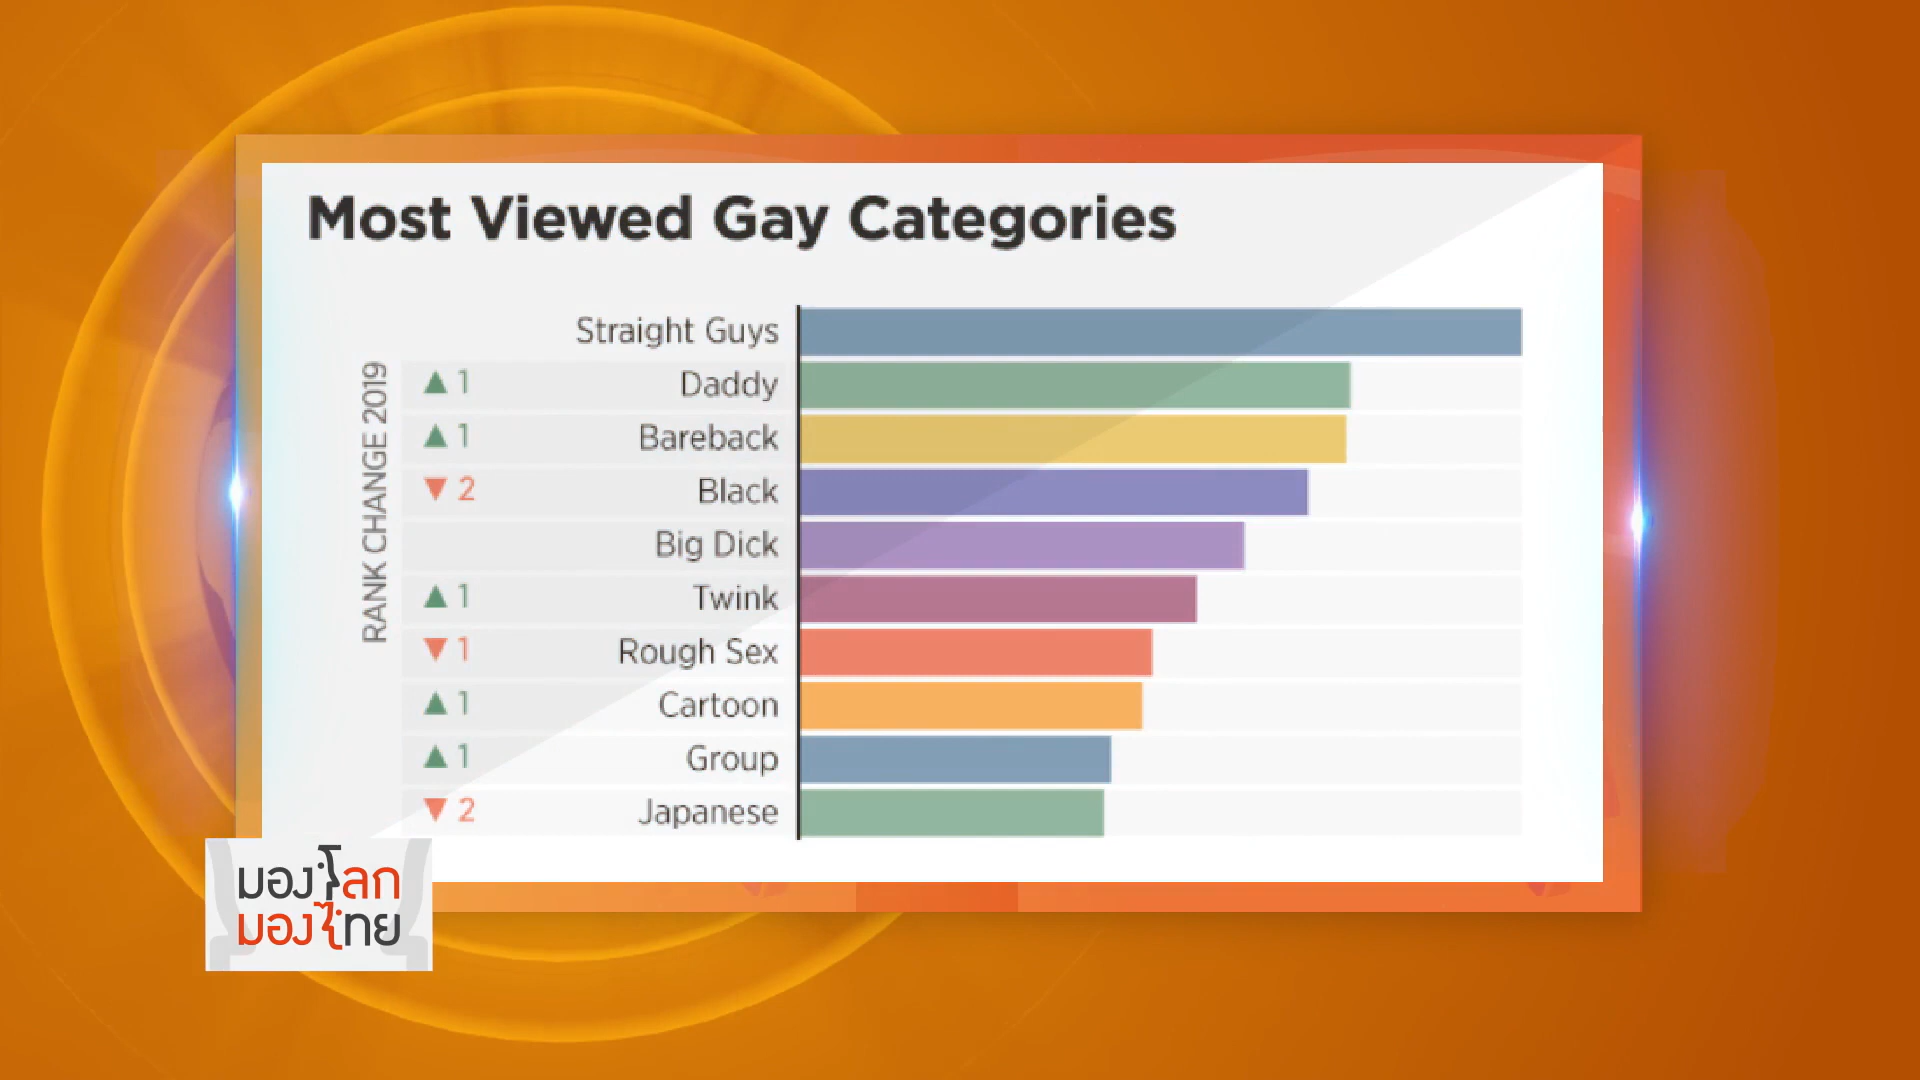 Most Viewed Gay Categories
RANK CHANGE 2019
Straight Guys
▲ 1 Daddy
▲ 1 Bareback
▼ 2 Black
Big Dick
▲ 1 Twink
▼ 1 Rough Sex
▲ 1 Cartoon
▲ 1 Group
▼ 2 Japanese
มองโลก
มองไทย